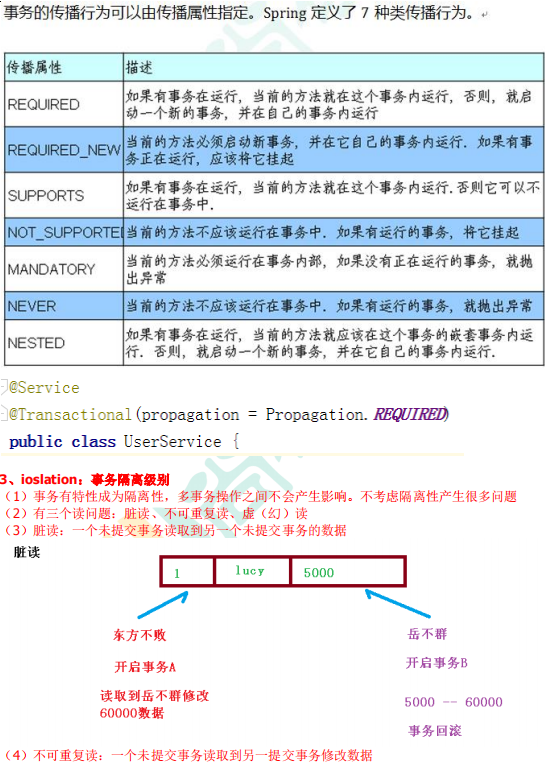 事务的传播行为可以由传播属性指定。Spring 定义了 7 种类传播行为。
传播属性 描述
REQUIRED 如果有事务在运行, 当前的方法就在这个事务内运行, 否则, 就启
动一个新的事务, 并在自己的事务内运行
REQUIRED_NEW 当前的方法必须启动新事务, 并在它自己的事务内运行. 如果有事
务正在运行, 应该将它挂起
SUPPORTS 如果有事务在运行, 当前的方法就在这个事务内运行. 否则它可以不
运行在事务中.
NOT_SUPPORTE 当前的方法不应该运行在事务中. 如果有运行的事务, 将它挂起
MANDATORY 当前的方法必须运行在事务内部, 如果没有正在运行的事务, 就抛
出异常
NEVER 当前的方法不应该运行在事务中. 如果有运行的事务, 就抛出异常
NESTED 如果有事务在运行, 当前的方法就应该在这个事务的嵌套事务内运
行. 否则, 就启动一个新的事务, 并在它自己的事务内运行.
@Service
@Transactional(propagation = Propagation.REQUIRED)
public class UserService {
3、ioslation：事务隔离级别
（1）事务有特性成为隔离性，多事务操作之间不会产生影响。不考虑隔离性产生很多问题
（2）有三个读问题：脏读、不可重复读、虚（幻）读
（3）脏读：一个未提交事务读取到另一个未提交事务的数据
脏读
1 lucy 5000
东方不败
岳不群
开启事务A
开启事务B
读取到岳不群修改
60000数据
5000 -- 60000
事务回滚
（4）不可重复读：一个未提交事务读取到另一提交事务修改数据